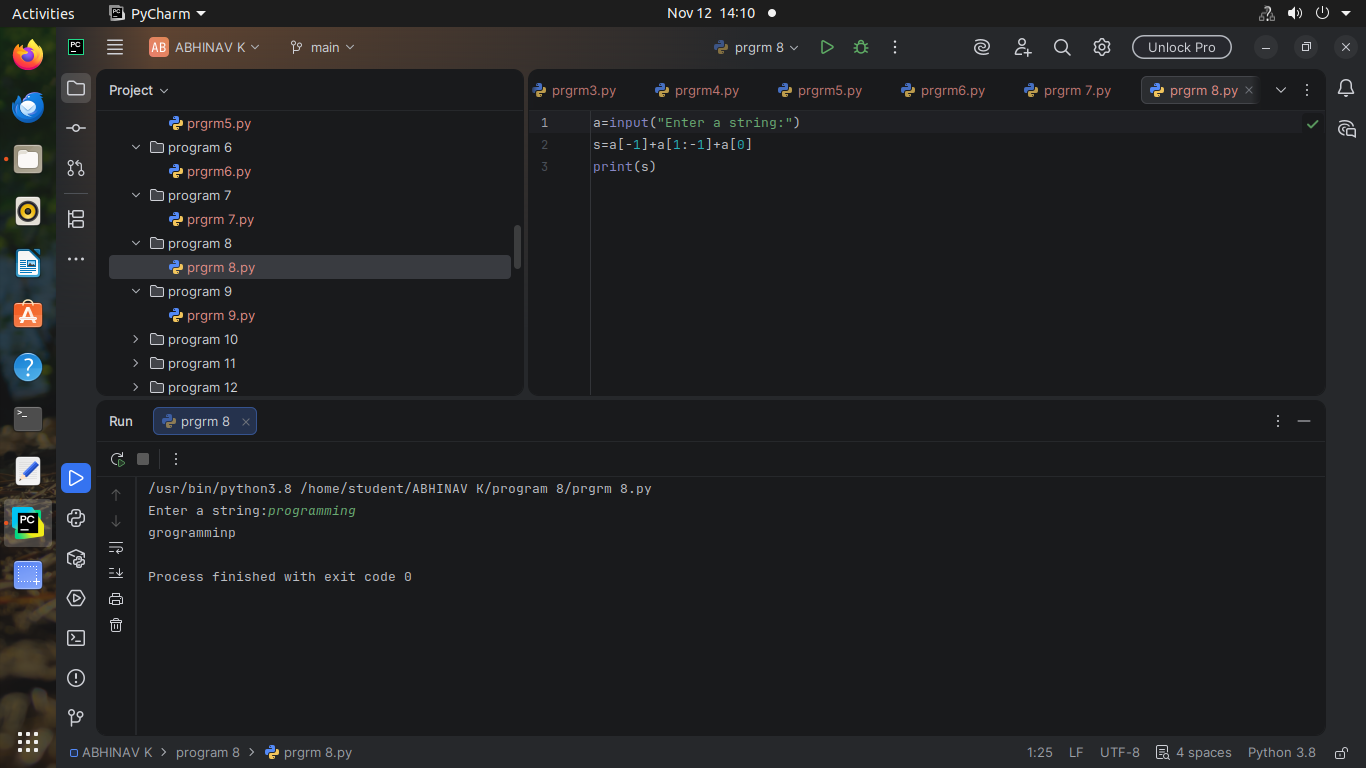 Activities PyCharm Nov 12 14:10
PC AB ABHINAV K main prgrm 8 Unlock Pro
Project
prgrm5.py
program 6
prgrm6.py
program 7
prgrm 7.py
program 8
prgrm 8.py
program 9
prgrm 9.py
program 10
program 11
program 12
prgrm3.py prgrm4.py prgrm5.py prgrm6.py prgrm 7.py prgrm 8.py
1 a=input("Enter a string:")
2 s=a[-1]+a[1:-1]+a[0]
3 print(s)
Run prgrm 8
/usr/bin/python3.8 /home/student/ABHINAV K/program 8/prgrm 8.py
Enter a string:programming
grogramminp
Process finished with exit code 0
PC
ABHINAV K > program 8 > prgrm 8.py 1:25 LF UTF-8 4 spaces Python 3.8